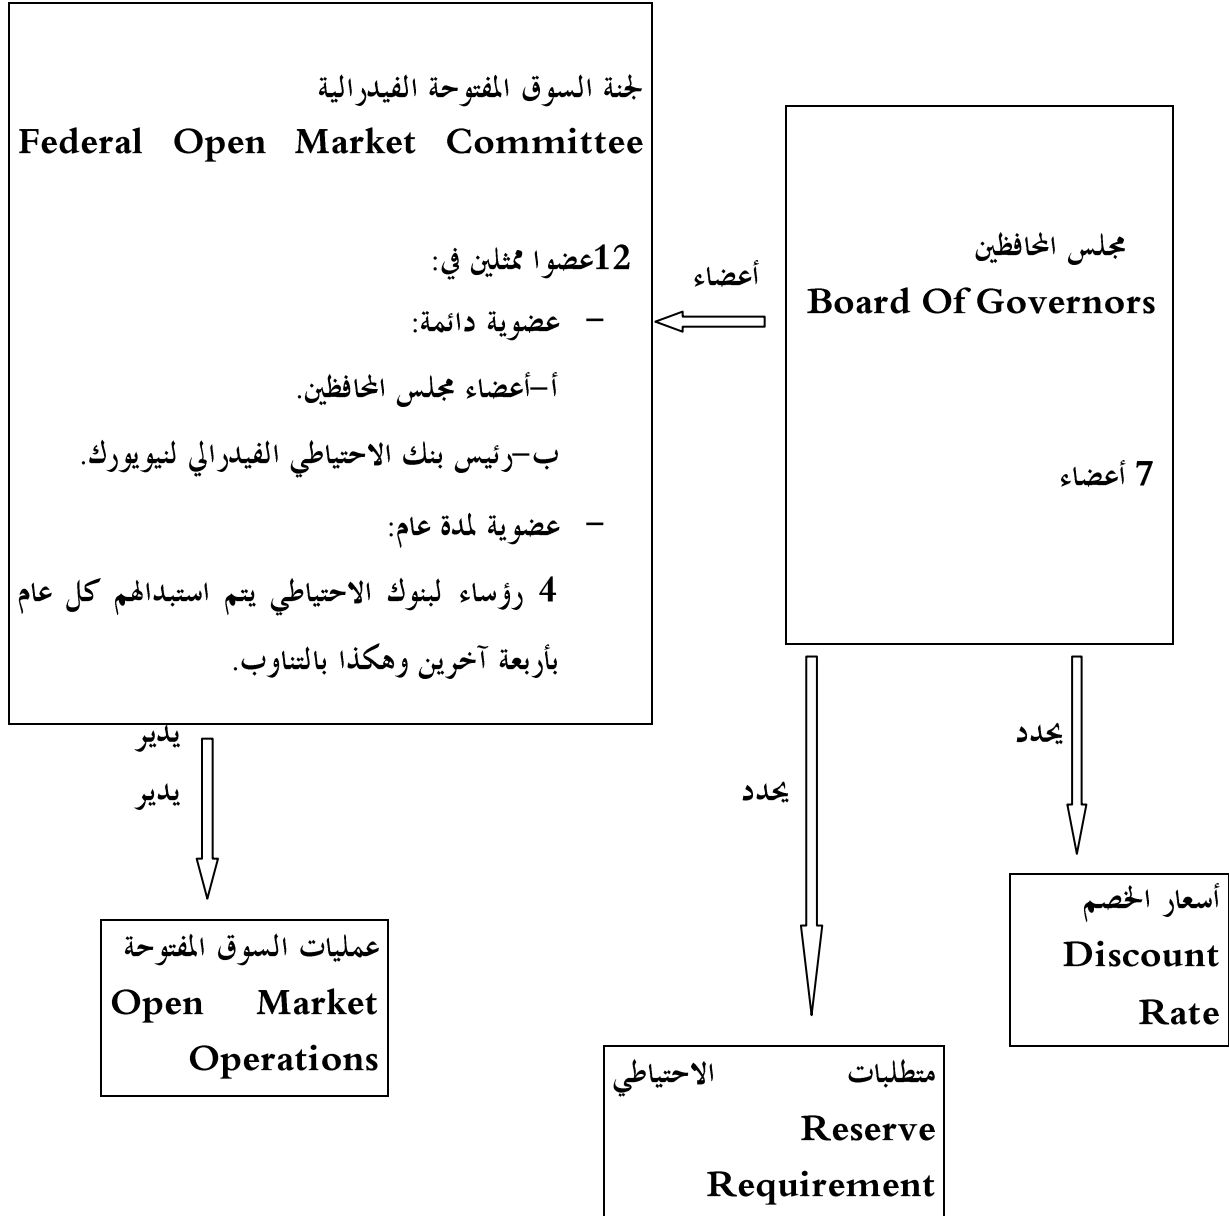 لجنة السوق المفتوحة الفيدرالية
Federal Open Market Committee
12عضوا ممثلين في:
– عضوية دائمة:
أ–أعضاء مجلس المحافظين.
ب–رئيس بنك الاحتياطي الفيدرالي لنيويورك.
– عضوية لمدة عام:
4 رؤساء لبنوك الاحتياطي يتم استبدالهم كل عام
بأربعة آخرين وهكذا بالتناوب.
أعضاء
مجلس المحافظين
Board Of Governors
7 أعضاء
يدير
يدير
يحدد
يحدد
عمليات السوق المفتوحة
Open Market
Operations
متطلبات الاحتياطي
Reserve
Requirement
أسعار الخصم
Discount
Rate